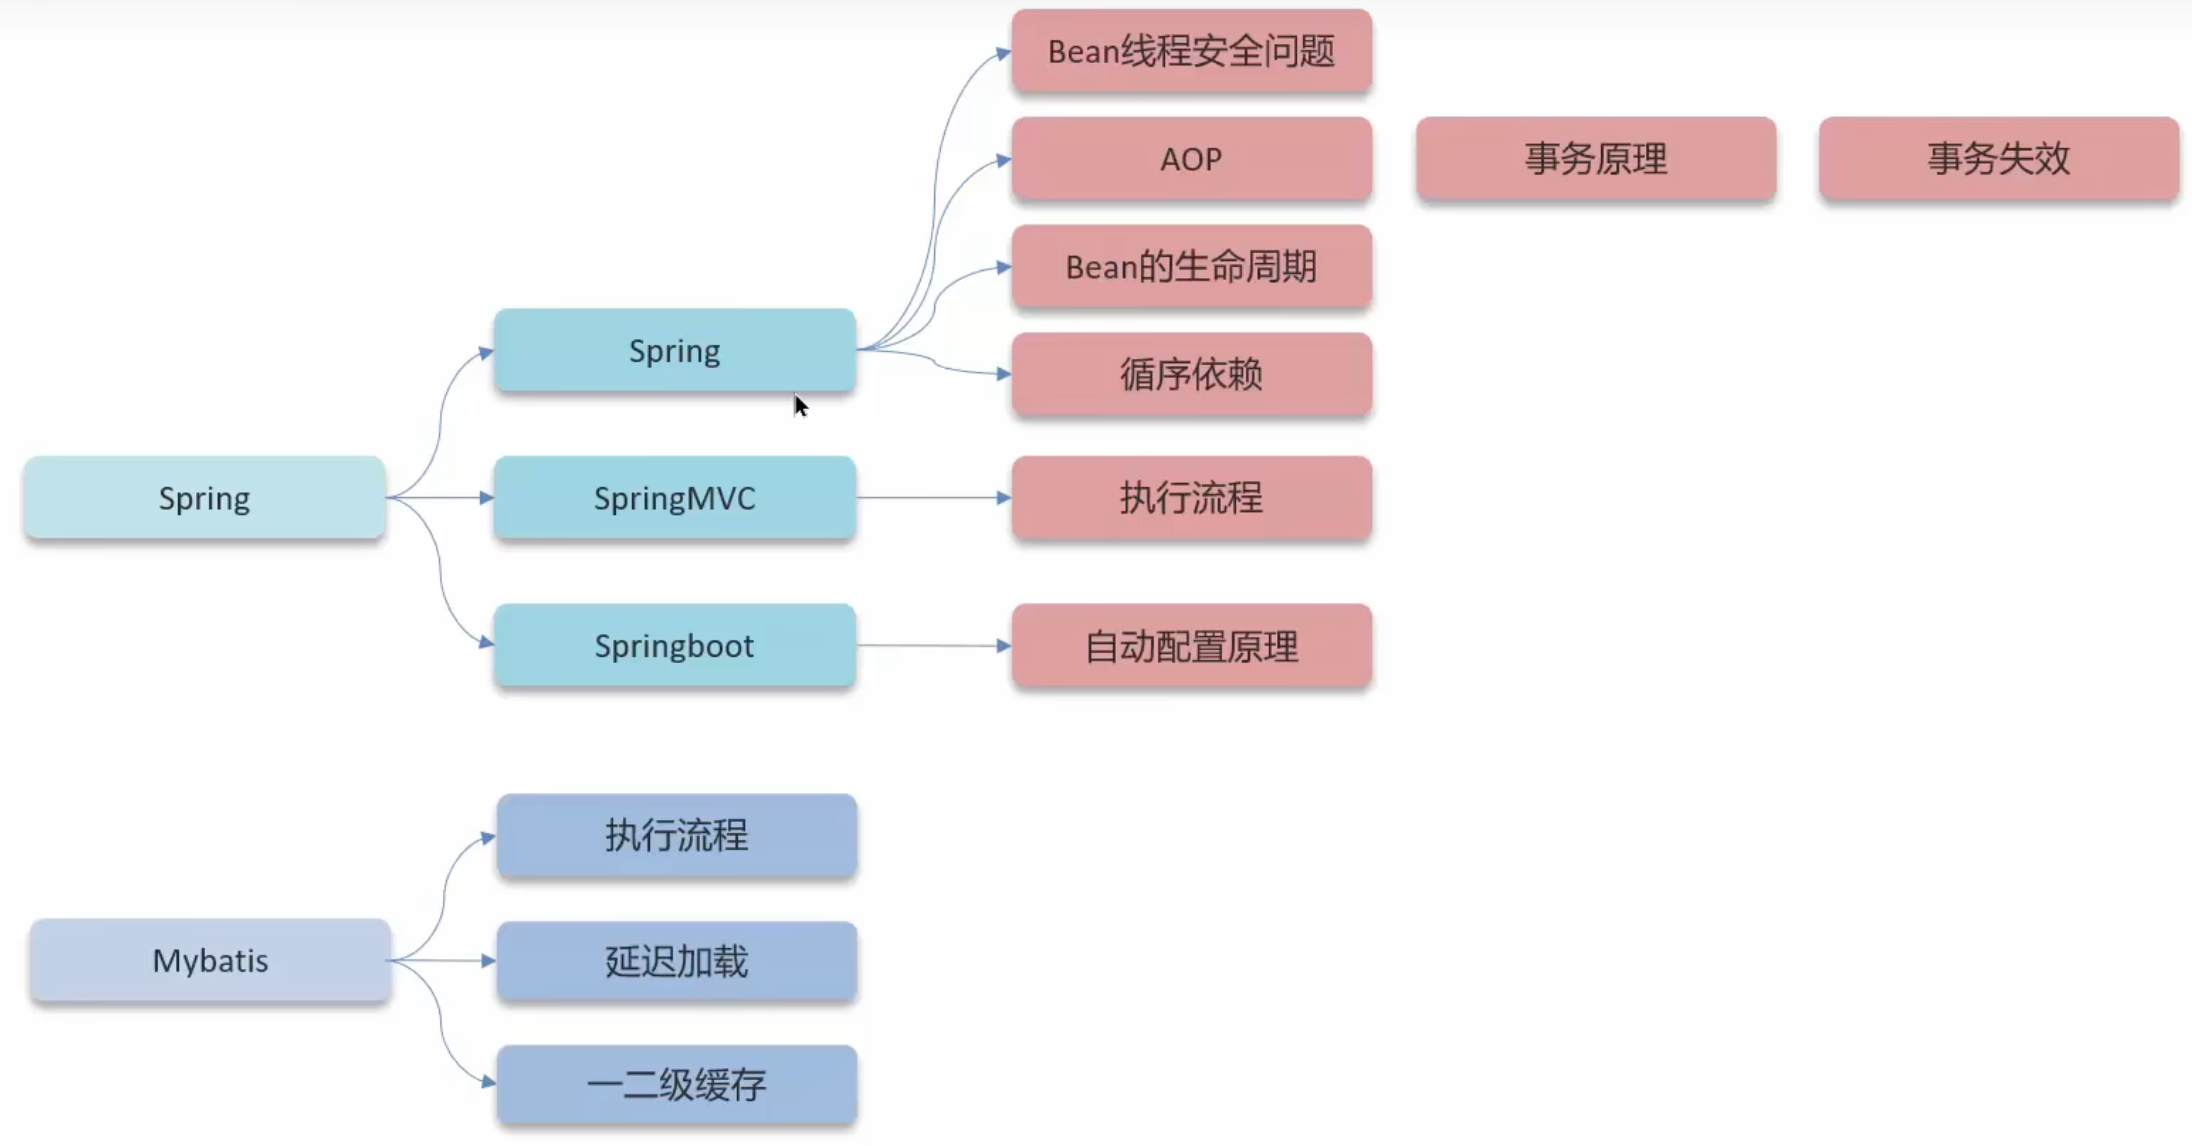 Bean线程安全问题
AOP
事务原理
事务失效
Bean的生命周期
Spring
循序依赖
Spring
SpringMVC
执行流程
Springboot
自动配置原理
执行流程
Mybatis
延迟加载
一二级缓存